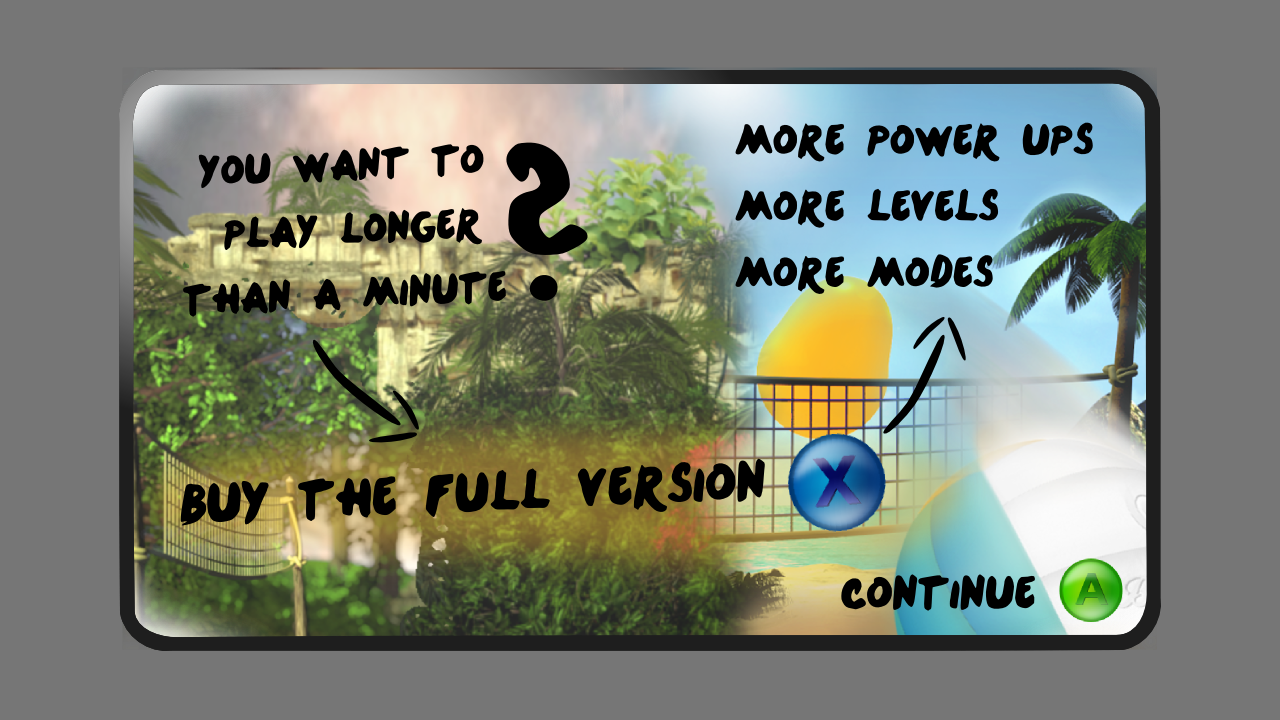 YOU WANT TO
PLAY LONGER
THAN A MINUTE ?
MORE POWER UPS
MORE LEVELS
MORE MODES
BUY THE FULL VERSION X
CONTINUE A